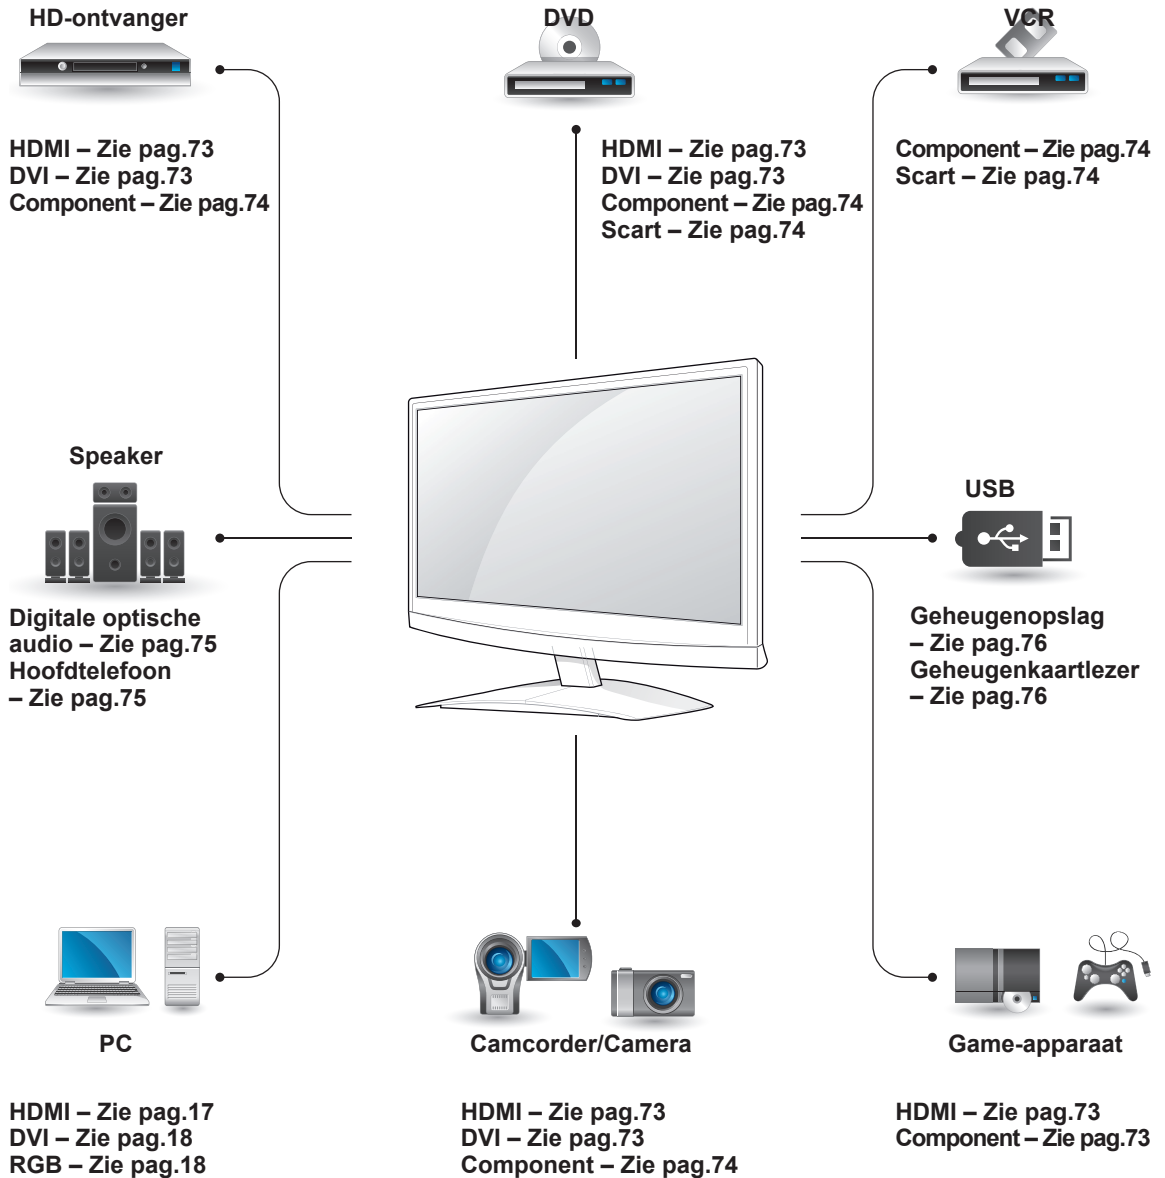 HD-ontvanger
HDMI – Zie pag.73
DVI – Zie pag.73
Component – Zie pag.74
DVD
HDMI – Zie pag.73
DVI – Zie pag.73
Component – Zie pag.74
Scart – Zie pag.74
VCR
Component – Zie pag.74
Scart – Zie pag.74
Speaker
Digitale optische
audio – Zie pag.75
Hoofdtelefoon
– Zie pag.75
USB
Geheugenopslag
– Zie pag.76
Geheugenkaartlezer
– Zie pag.76
PC
HDMI – Zie pag.17
DVI – Zie pag.18
RGB – Zie pag.18
Camcorder/Camera
HDMI – Zie pag.73
DVI – Zie pag.73
Component – Zie pag.74
Game-apparaat
HDMI – Zie pag.73
Component – Zie pag.73